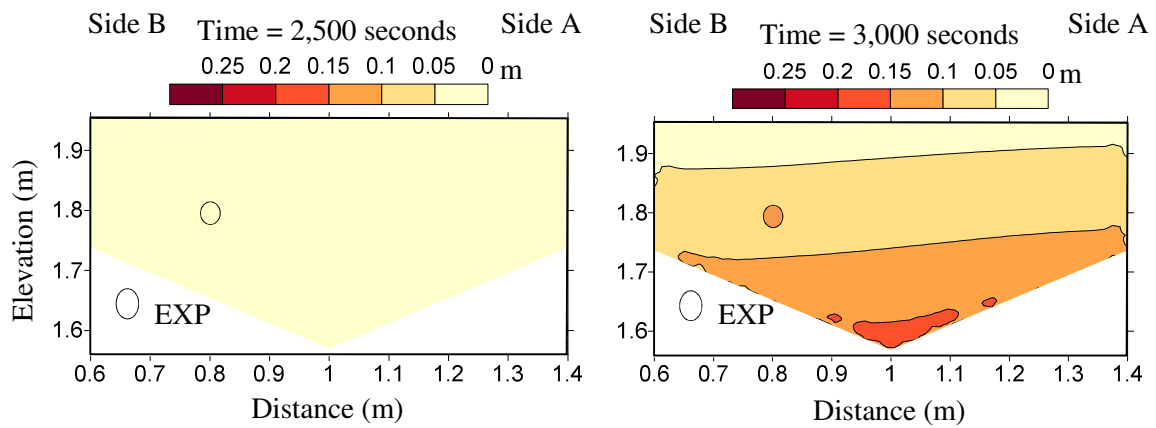 Side B Side A
Time = 2,500 seconds
0.25 0.2 0.15 0.1 0.05 0 m
Elevation (m)
1.9
1.8
1.7
1.6
EXP
0.6 0.7 0.8 0.9 1 1.1 1.2 1.3 1.4
Distance (m)
Side B Side A
Time = 3,000 seconds
0.25 0.2 0.15 0.1 0.05 0 m
1.9
1.8
1.7
1.6
EXP
0.6 0.7 0.8 0.9 1 1.1 1.2 1.3 1.4
Distance (m)